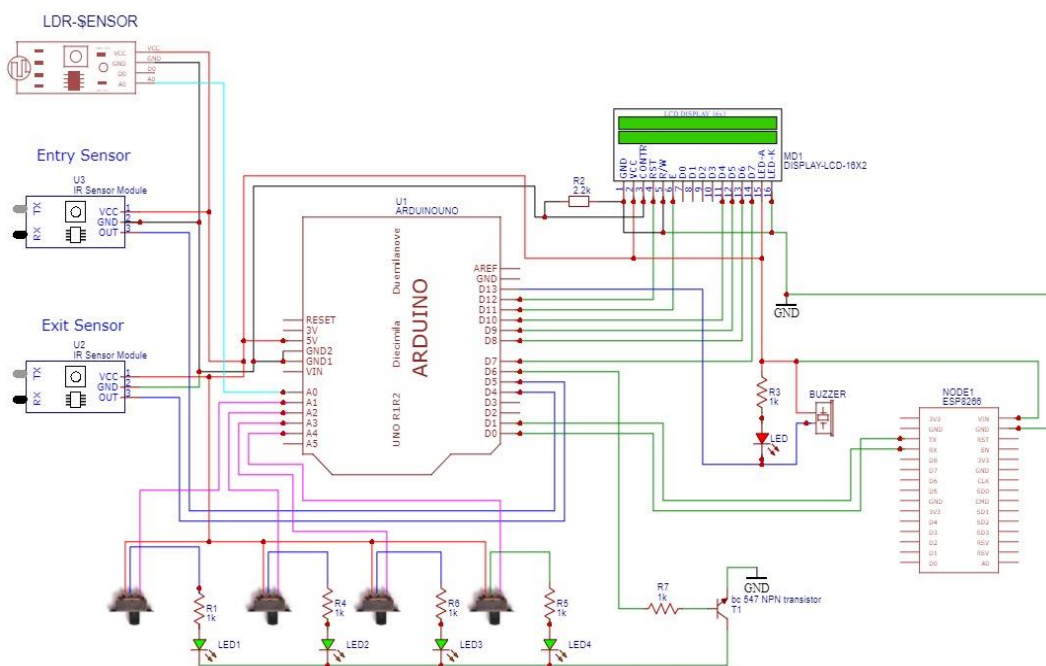 LDR-$ENSOR
VCC
GND
D0
A0
VCC
GND
D0
A0
Entry Sensor
U3
IR Sensor Module
TX
RX
VCC 1
GND 2
OUT 3
Exit Sensor
U2
IR Sensor Module
TX
RX
VCC 1
GND 2
OUT 3
U1
ARDUINOUNO
Duemilanove
Diecimila
ARDUINO
UNO R1R2
RESET
3V
5V
GND2
GND1
VIN
A0
A1
A2
A3
A4
A5
AREF
GND
D13
D12
D11
D10
D9
D8
D7
D6
D5
D4
D3
D2
D1
D0
LCD DISPLAY 16x2
MD1
DISPLAY-LCD-16X2
GND
VCC
CONTR
RST
R/W
E
D0
D1
D2
D3
D4
D5
D6
D7
LED-A
LED-K
1
2
3
4
5
6
7
8
9
10
11
12
13
14
15
16
R2
2.2k
GND
R3
1k
LED
BUZZER
NODE1
ESP8266
3V3
GND
TX
RX
D8
D7
D6
D5
GND
3V3
D4
D3
D2
D1
D0
VIN
GND
RST
EN
3V3
GND
CLK
SD0
CMD
SD1
SD2
SD3
RSV
RSV
A0
R1
1k
LED1
R4
1k
LED2
R6
1k
LED3
R5
1k
LED4
R7
1k
GND
bc 547 NPN transistor
T1